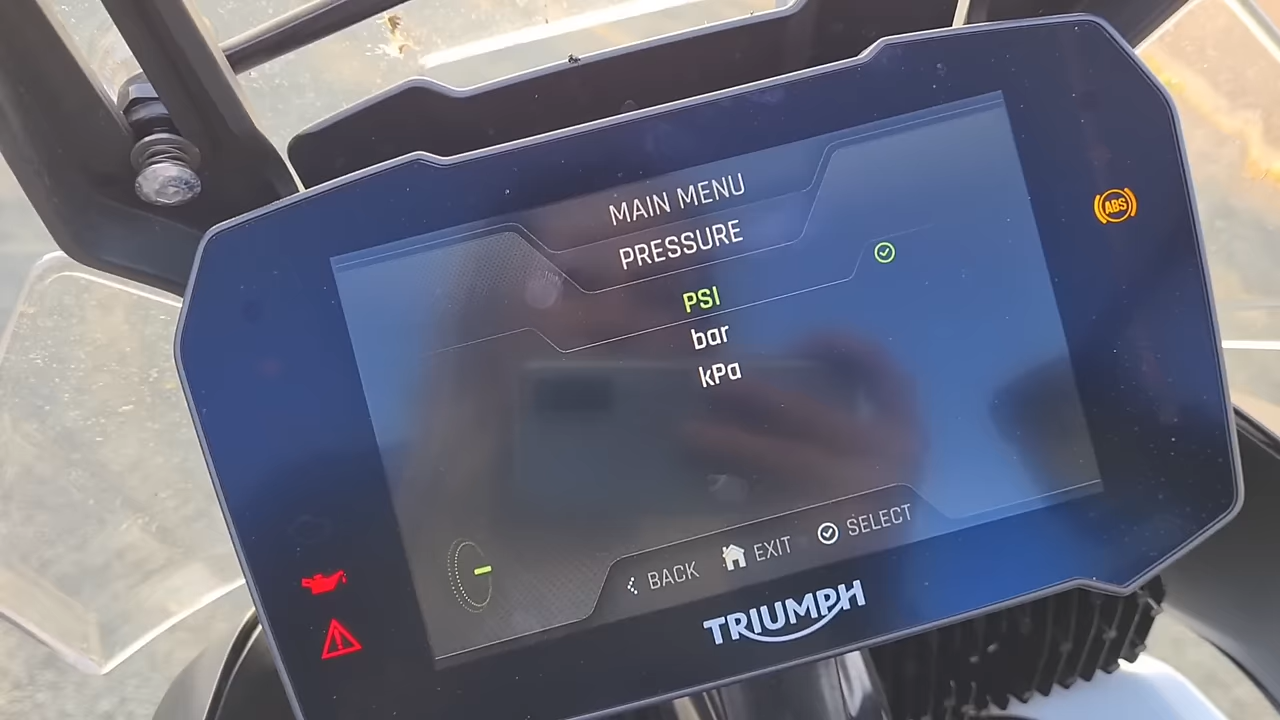 MAIN MENU
PRESSURE
PSI
bar
kPa
BACK EXIT SELECT
ABS
TRIUMPH